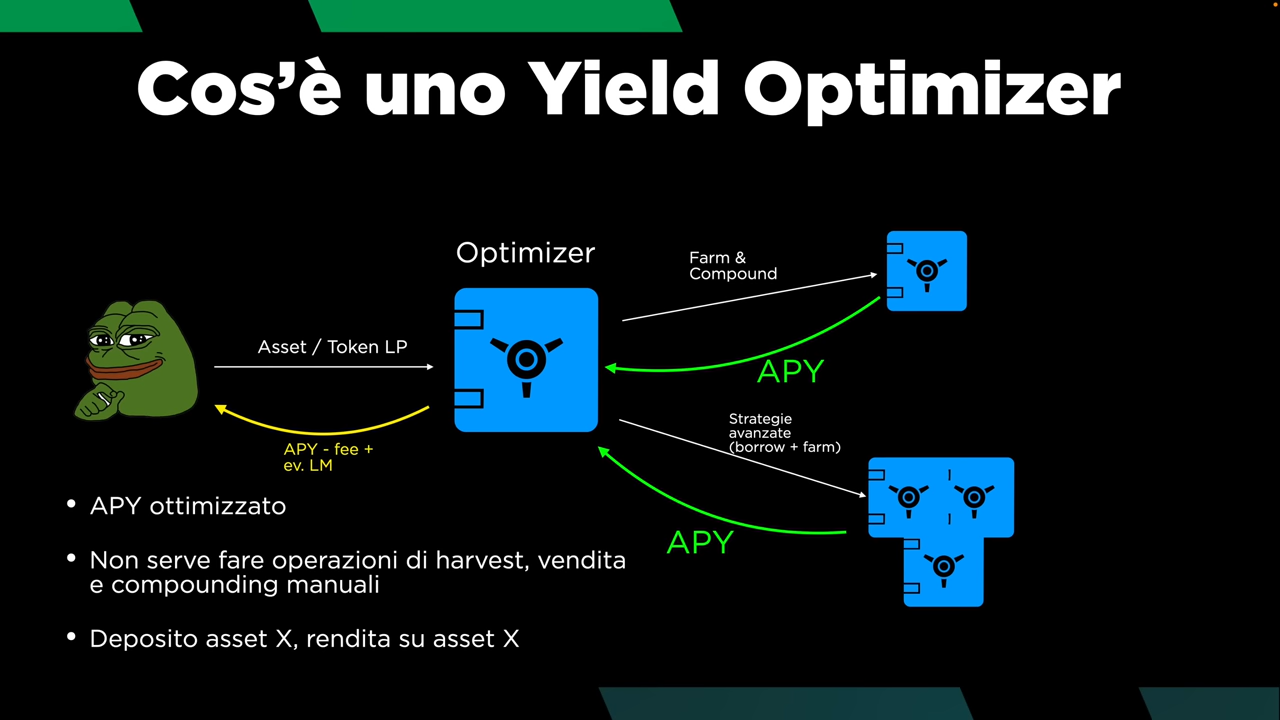 Cos'è uno Yield Optimizer
Optimizer
Farm &
Compound
Asset / Token LP
APY
APY - fee +
ev. LM
Strategie
avanzate
(borrow + farm)
APY
• APY ottimizzato
• Non serve fare operazioni di harvest, vendita
e compounding manuali
• Deposito asset X, rendita su asset X